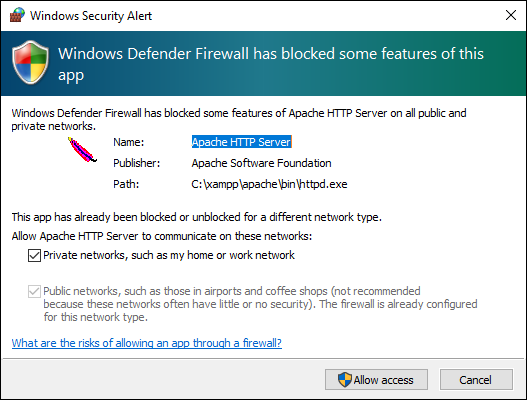 Windows Security Alert
Windows Defender Firewall has blocked some features of this
app
Windows Defender Firewall has blocked some features of Apache HTTP Server on all public and
private networks.
Name: Apache HTTP Server
Publisher: Apache Software Foundation
Path: C:\xampp\apache\bin\httpd.exe
This app has already been blocked or unblocked for a different network type.
Allow Apache HTTP Server to communicate on these networks:
Private networks, such as my home or work network
Public networks, such as those in airports and coffee shops (not recommended
because these networks often have little or no security). The firewall is already configured
for this network type.
What are the risks of allowing an app through a firewall?
Allow access Cancel